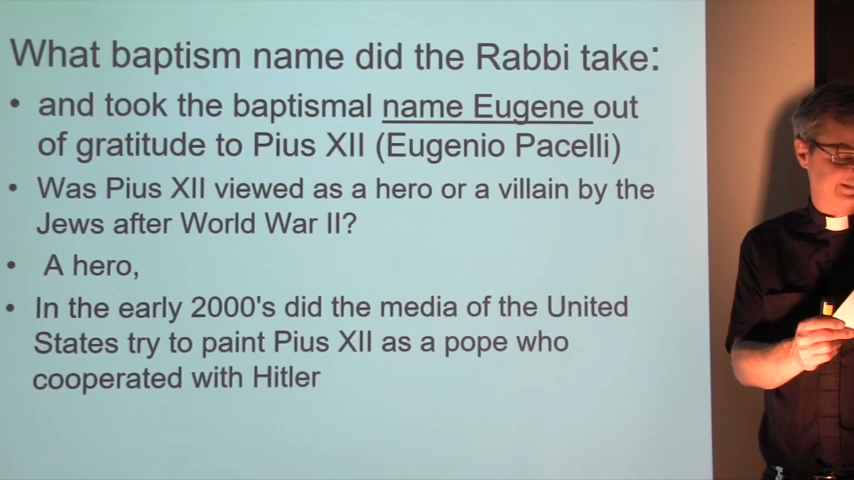 What baptism name did the Rabbi take:
• and took the baptismal name Eugene out
of gratitude to Pius XII (Eugenio Pacelli)
• Was Pius XII viewed as a hero or a villain by the
Jews after World War II?
• A hero,
• In the early 2000's did the media of the United
States try to paint Pius XII as a pope who
cooperated with Hitler